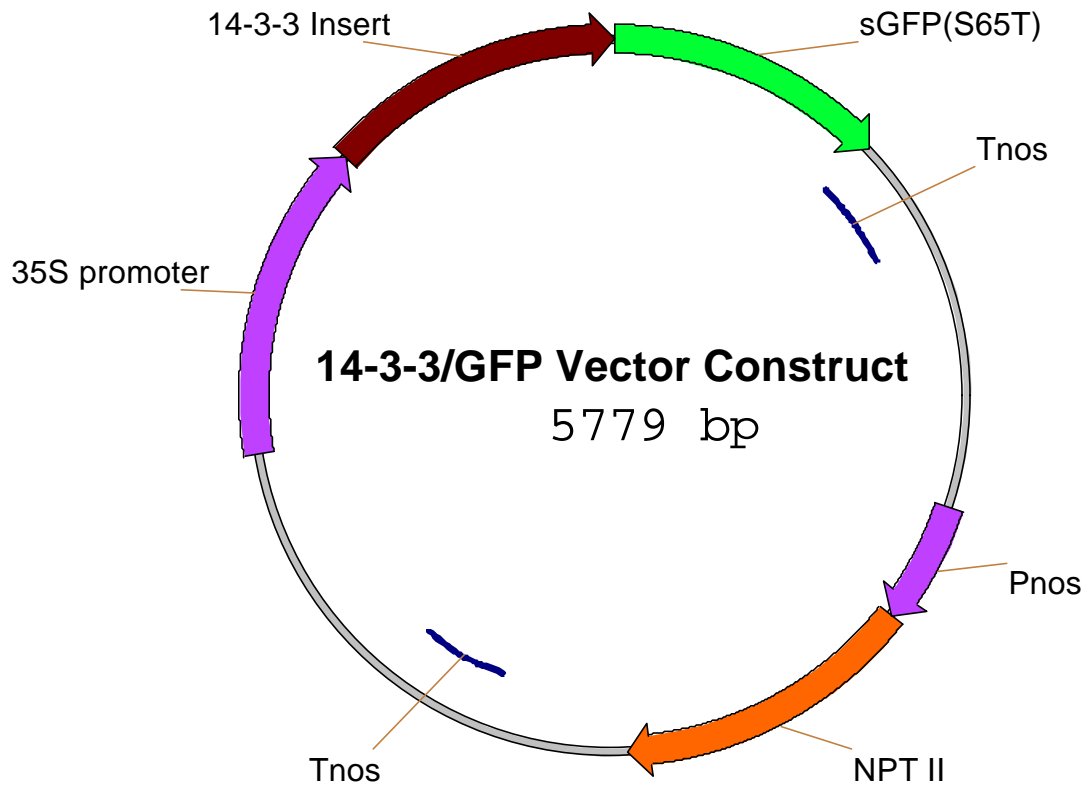 14-3-3 Insert
sGFP(S65T)
Tnos
35S promoter
14-3-3/GFP Vector Construct
5779 bp
Pnos
Tnos
NPT II